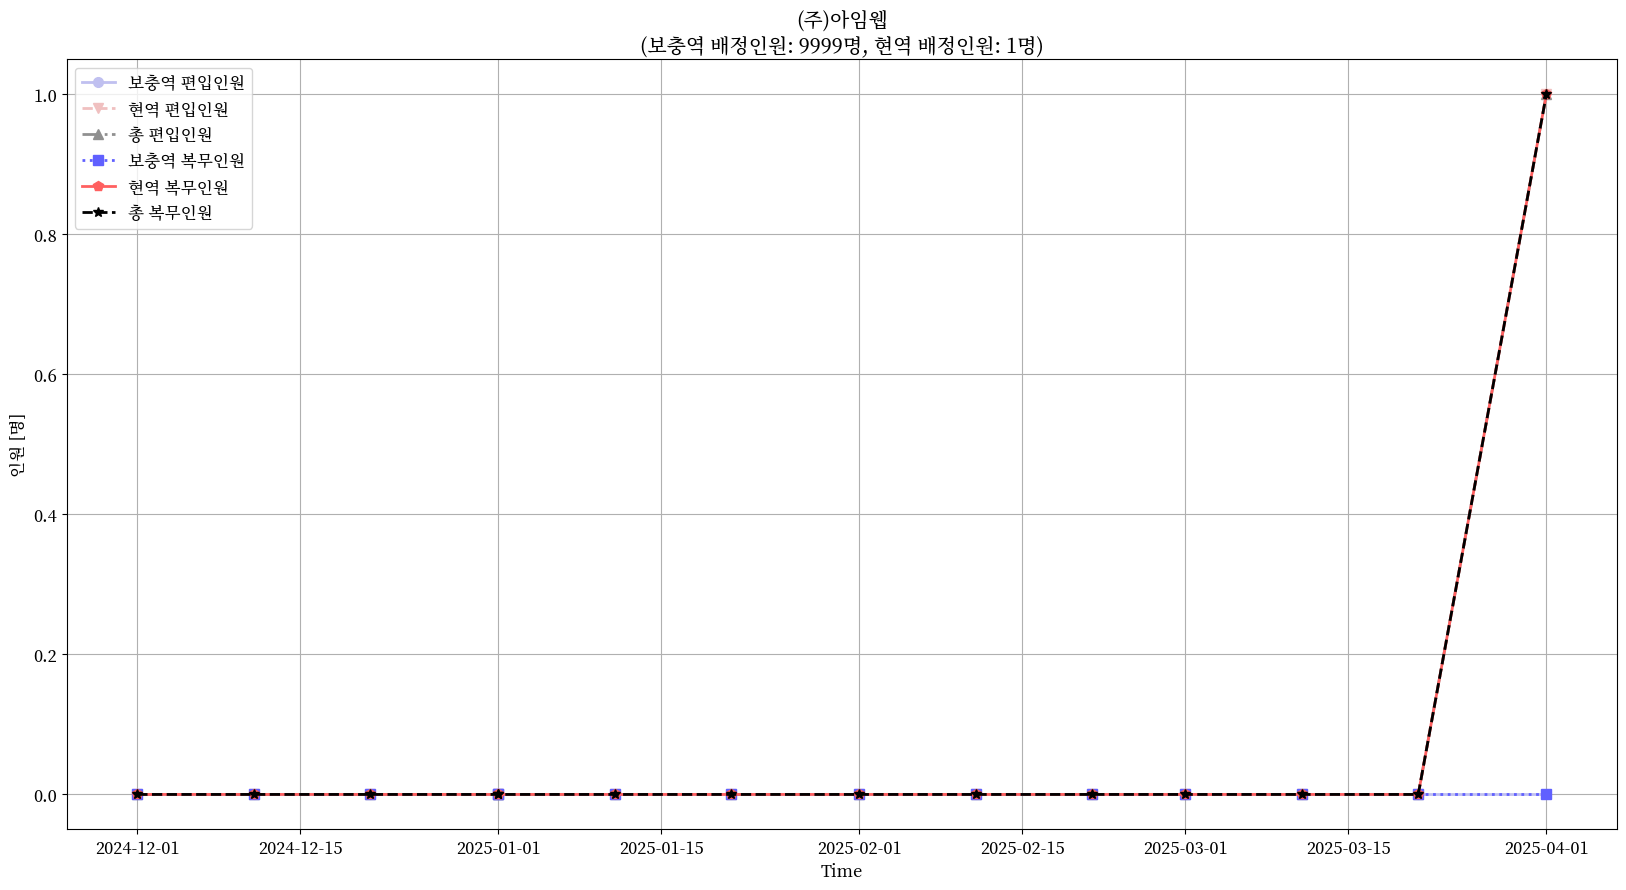 (주)아임웹
(보충역 배정인원: 9999명, 현역 배정인원: 1명)
보충역 편입인원
현역 편입인원
총 편입인원
보충역 복무인원
현역 복무인원
총 복무인원
1.0
0.8
0.6
0.4
0.2
0.0
인원 [명]
2024-12-01
2024-12-15
2025-01-01
2025-01-15
2025-02-01
2025-02-15
2025-03-01
2025-03-15
2025-04-01
Time